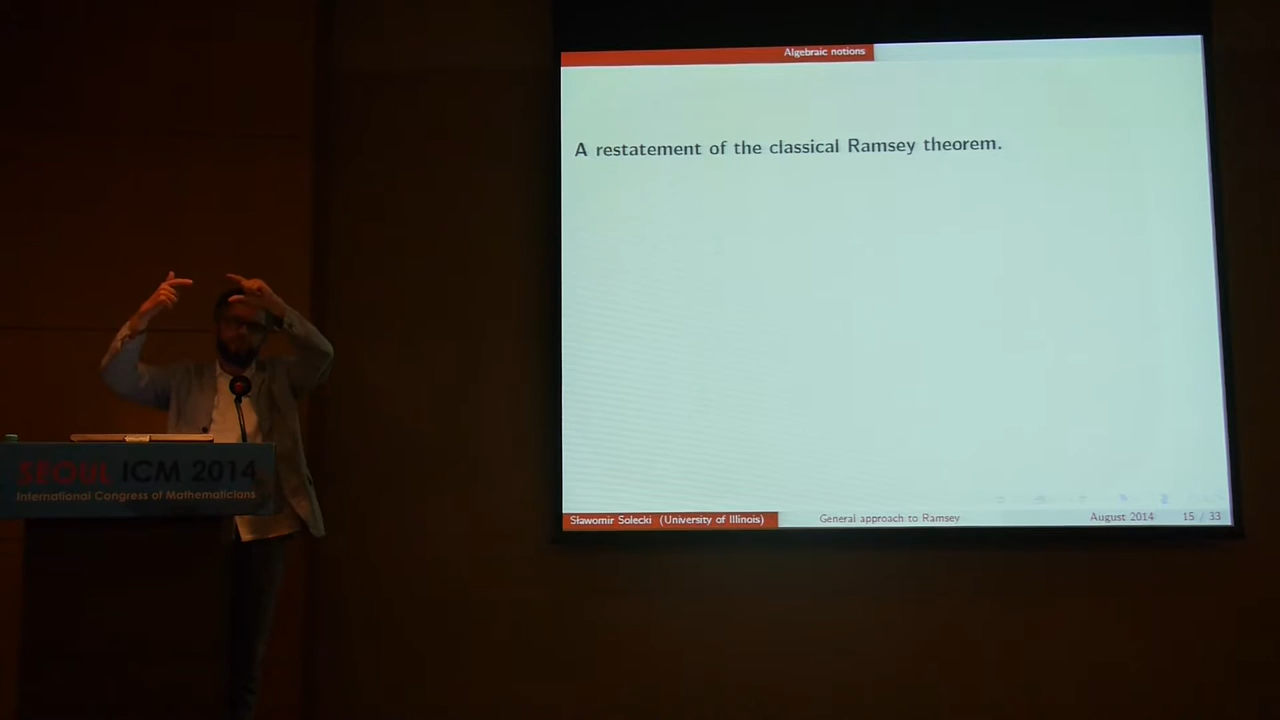 Algebraic notions
A restatement of the classical Ramsey theorem.
SEOUL ICM 2014
International Congress of Mathematicians
Sławomir Solecki (University of Illinois) General approach to Ramsey August 2014 15 / 33